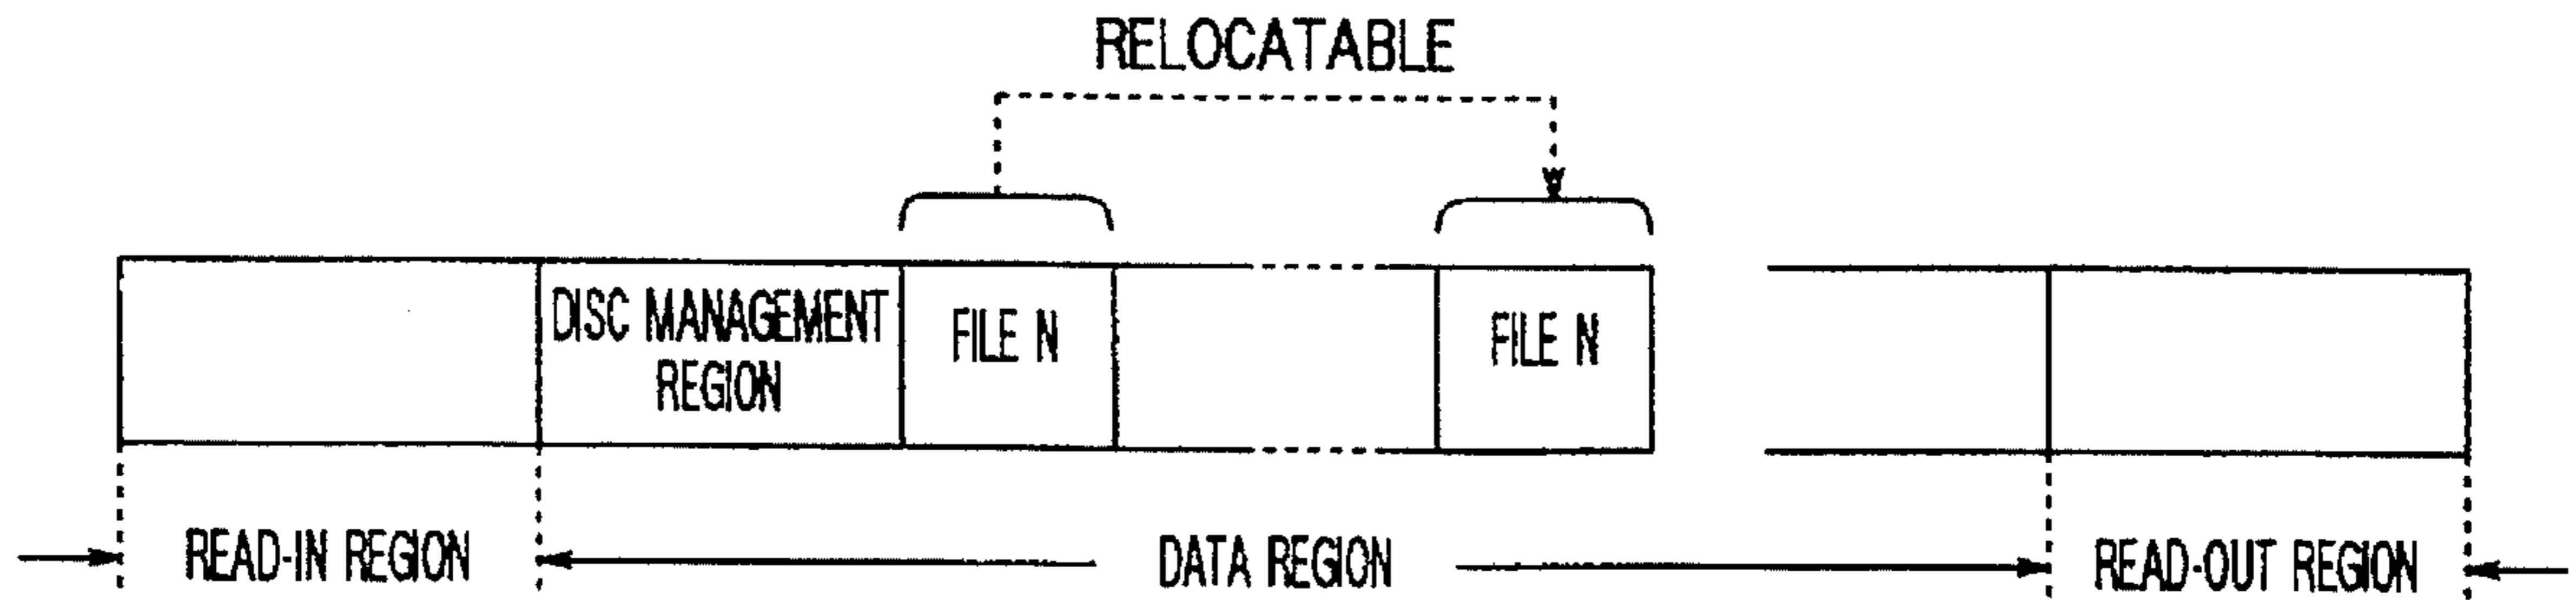 RELOCATABLE
DISC MANAGEMENT
REGION
FILE N
FILE N
READ-IN REGION
DATA REGION
READ-OUT REGION